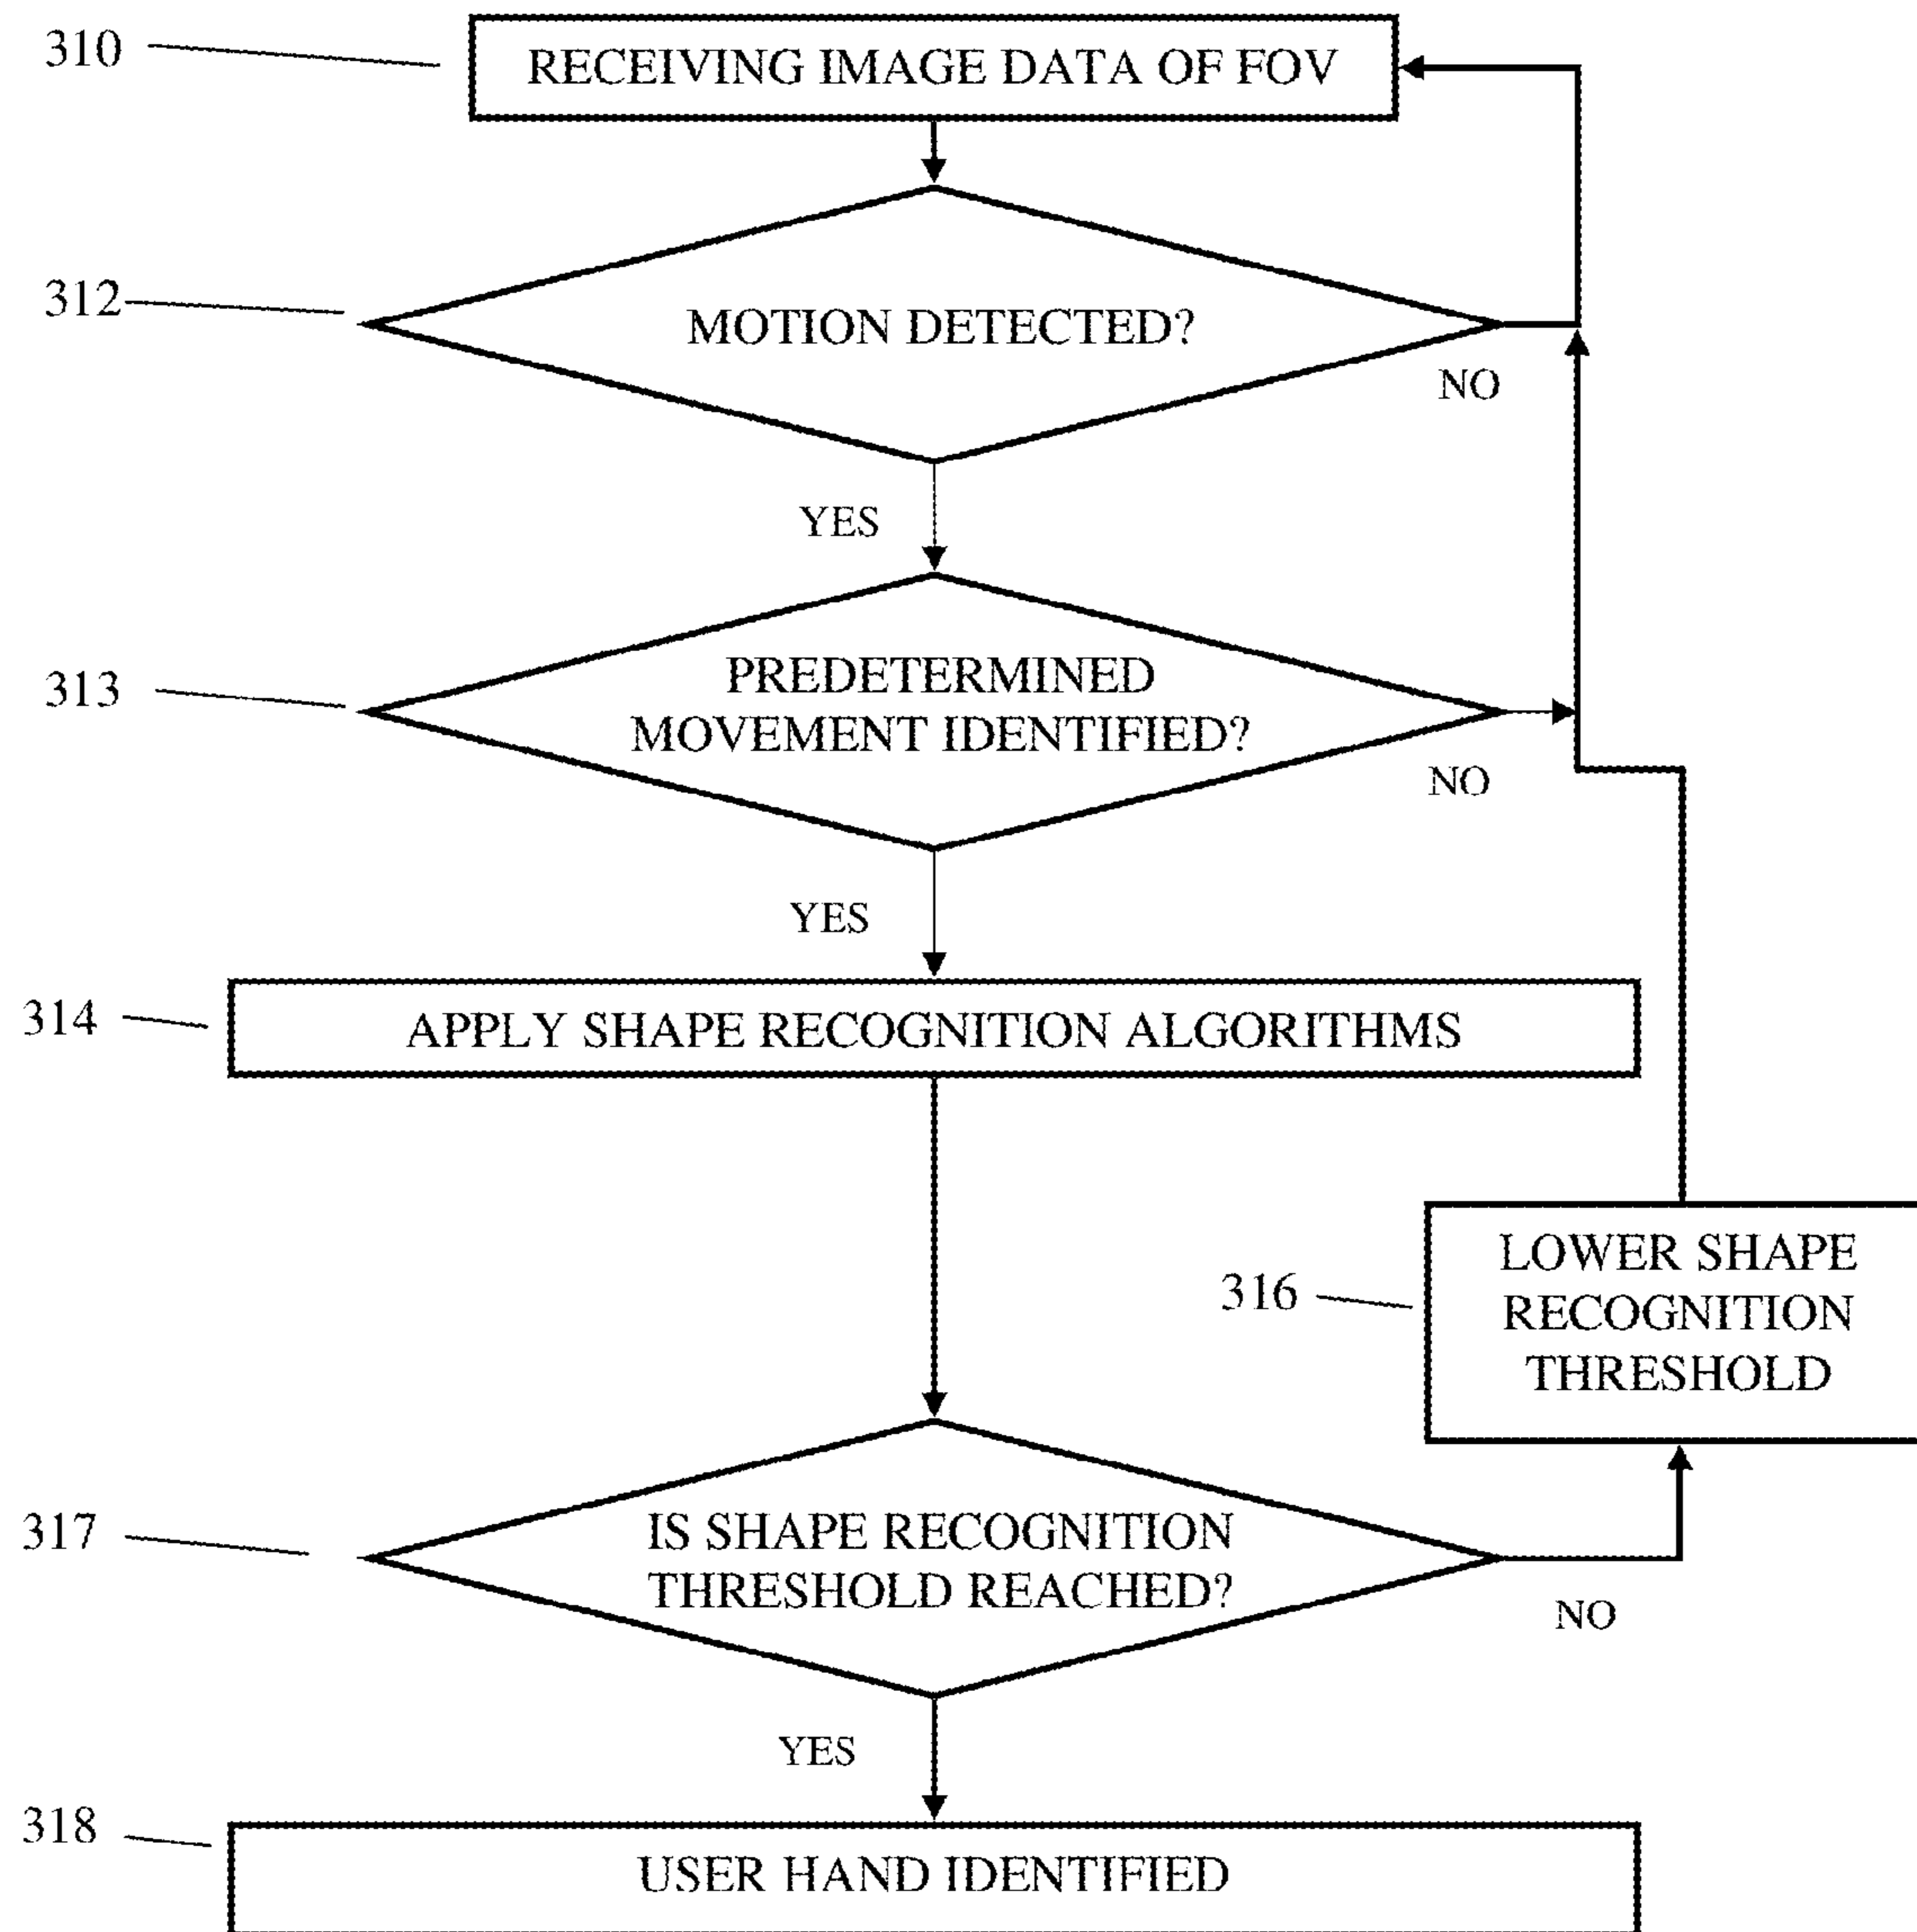 310
RECEIVING IMAGE DATA OF FOV
312
MOTION DETECTED?
NO
YES
313
PREDETERMINED
MOVEMENT IDENTIFIED?
NO
YES
314
APPLY SHAPE RECOGNITION ALGORITHMS
316
LOWER SHAPE
RECOGNITION
THRESHOLD
317
IS SHAPE RECOGNITION
THRESHOLD REACHED?
NO
YES
318
USER HAND IDENTIFIED